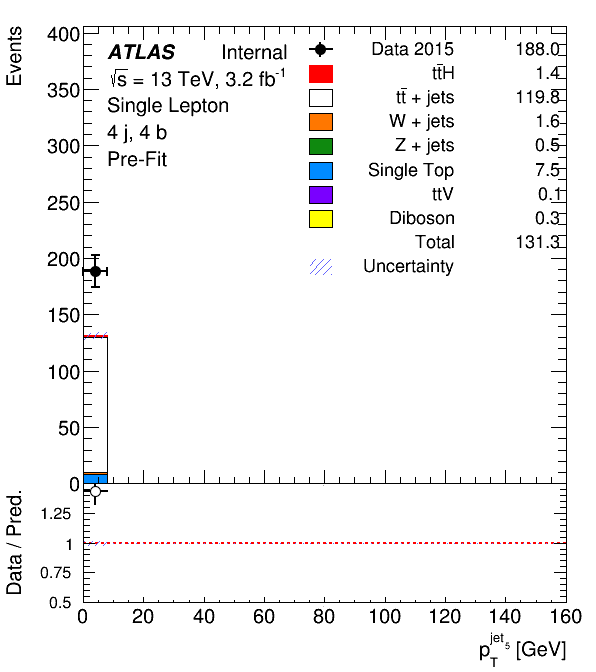 Events
400
350
300
250
200
150
100
50
0
ATLAS Internal
√s = 13 TeV, 3.2 fb⁻¹
Single Lepton
4 j, 4 b
Pre-Fit
Data 2015 188.0
tt̄H 1.4
tt̄ + jets 119.8
W + jets 1.6
Z + jets 0.5
Single Top 7.5
ttV 0.1
Diboson 0.3
Total 131.3
Uncertainty
Data / Pred.
1.25
1
0.75
0.5
0 20 40 60 80 100 120 140 160
p_T^jet₅ [GeV]